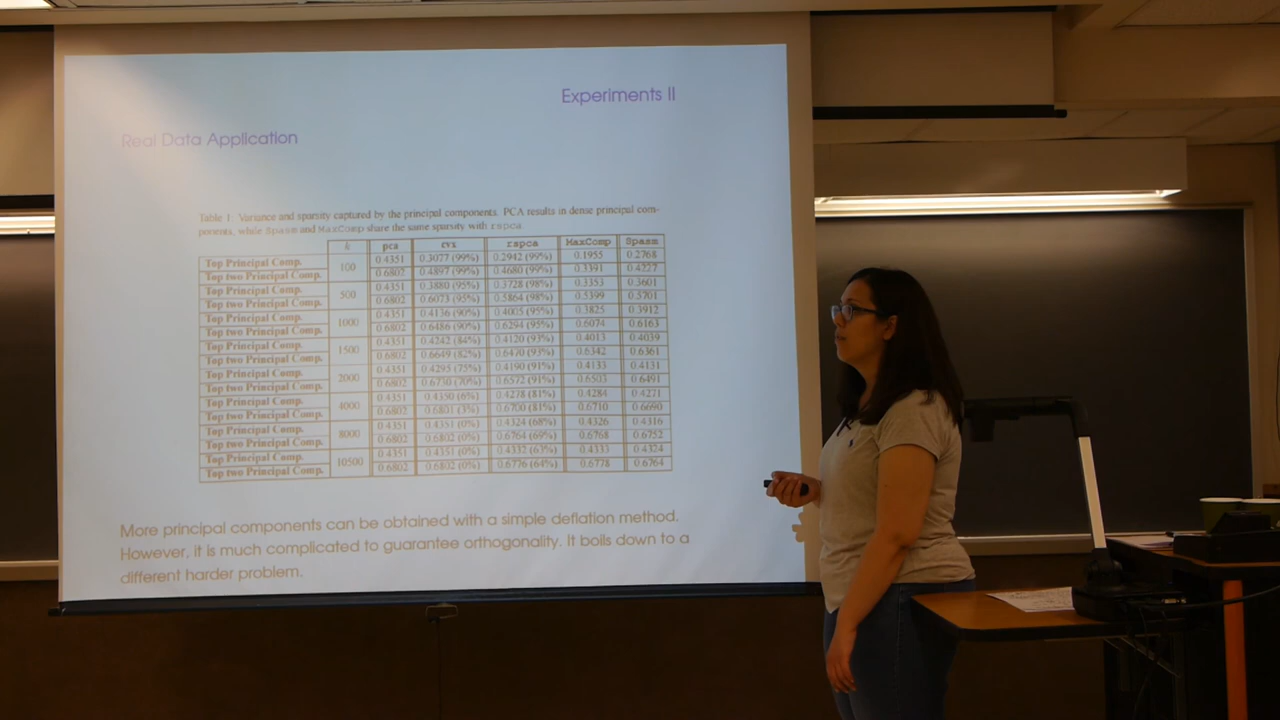 Experiments II
Real Data Application
Table 1: Variance and sparsity captured by the principal components. PCA results in dense principal com-
ponents, while Spasm and MaxComp share the same sparsity with rspca.
k pca rvx rspca MaxComp Spasm
Top Principal Comp. 100 0.4351 0.3077 (99%) 0.2942 (99%) 0.1955 0.2768
Top two Principal Comp. 0.6802 0.4897 (99%) 0.4680 (99%) 0.3391 0.4227
Top Principal Comp. 500 0.4351 0.3880 (95%) 0.3728 (98%) 0.3353 0.3601
Top two Principal Comp. 0.6802 0.6073 (95%) 0.5864 (98%) 0.5399 0.5701
Top Principal Comp. 1000 0.4351 0.4136 (90%) 0.4005 (95%) 0.3825 0.3912
Top two Principal Comp. 0.6802 0.6486 (90%) 0.6294 (95%) 0.6074 0.6163
Top Principal Comp. 1500 0.4351 0.4242 (84%) 0.4120 (93%) 0.4013 0.4039
Top two Principal Comp. 0.6802 0.6649 (82%) 0.6470 (93%) 0.6342 0.6361
Top Principal Comp. 2000 0.4351 0.4295 (75%) 0.4190 (91%) 0.4133 0.4131
Top two Principal Comp. 0.6802 0.6730 (70%) 0.6572 (91%) 0.6503 0.6491
Top Principal Comp. 4000 0.4351 0.4350 (6%) 0.4278 (81%) 0.4284 0.4271
Top two Principal Comp. 0.6802 0.6801 (3%) 0.6700 (81%) 0.6710 0.6690
Top Principal Comp. 8000 0.4351 0.4351 (0%) 0.4324 (68%) 0.4326 0.4316
Top two Principal Comp. 0.6802 0.6802 (0%) 0.6764 (69%) 0.6768 0.6752
Top Principal Comp. 10500 0.4351 0.4351 (0%) 0.4332 (63%) 0.4333 0.4324
Top two Principal Comp. 0.6802 0.6802 (0%) 0.6776 (64%) 0.6778 0.6764
More principal components can be obtained with a simple deflation method.
However, it is much complicated to guarantee orthogonality. It boils down to a
different harder problem.